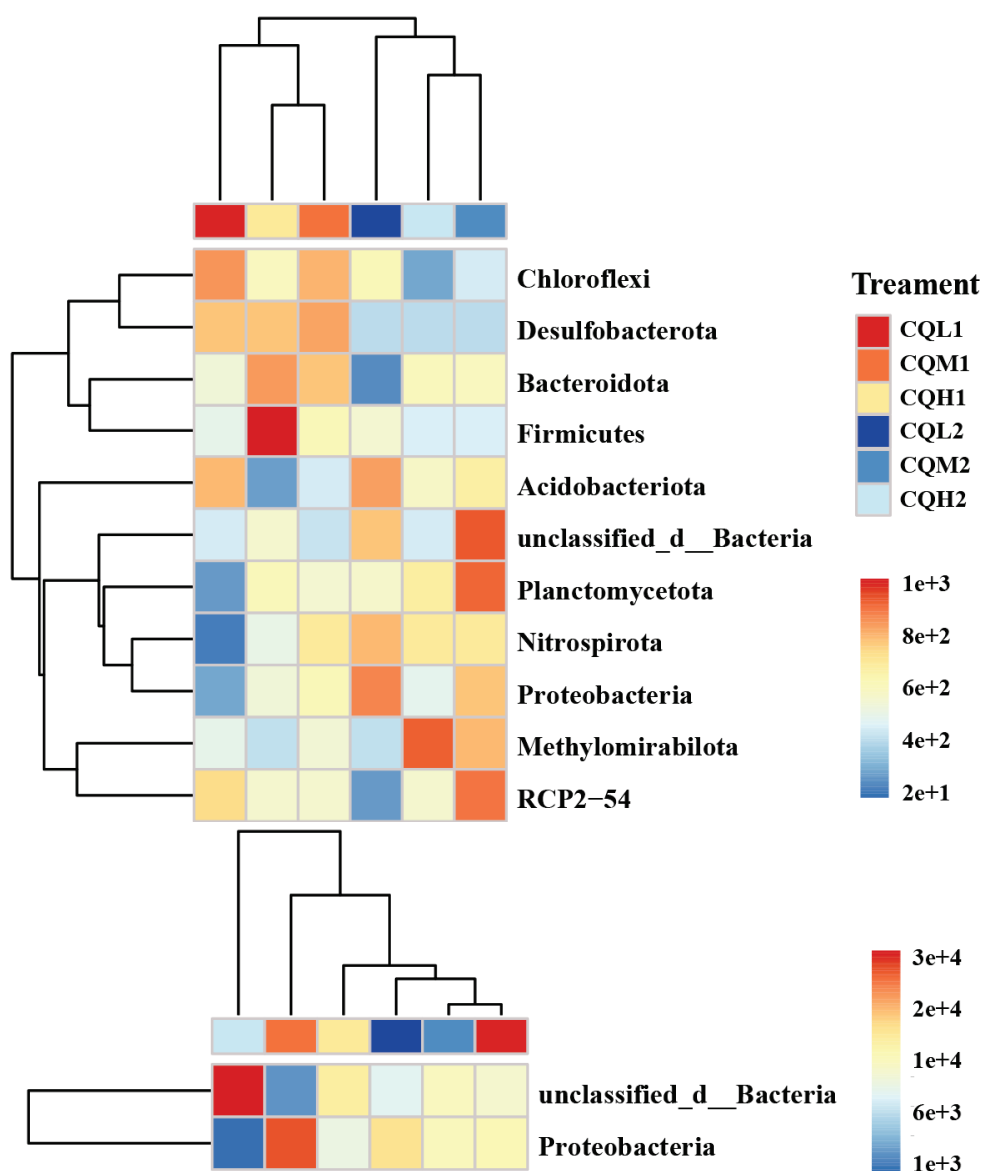 Chloroflexi
Desulfobacterota
Bacteroidota
Firmicutes
Acidobacteriota
unclassified_d__Bacteria
Planctomycetota
Nitrospirota
Proteobacteria
Methylomirabilota
RCP2−54
Treament
CQL1
CQM1
CQH1
CQL2
CQM2
CQH2
1e+3
8e+2
6e+2
4e+2
2e+1
unclassified_d__Bacteria
Proteobacteria
3e+4
2e+4
1e+4
6e+3
1e+3